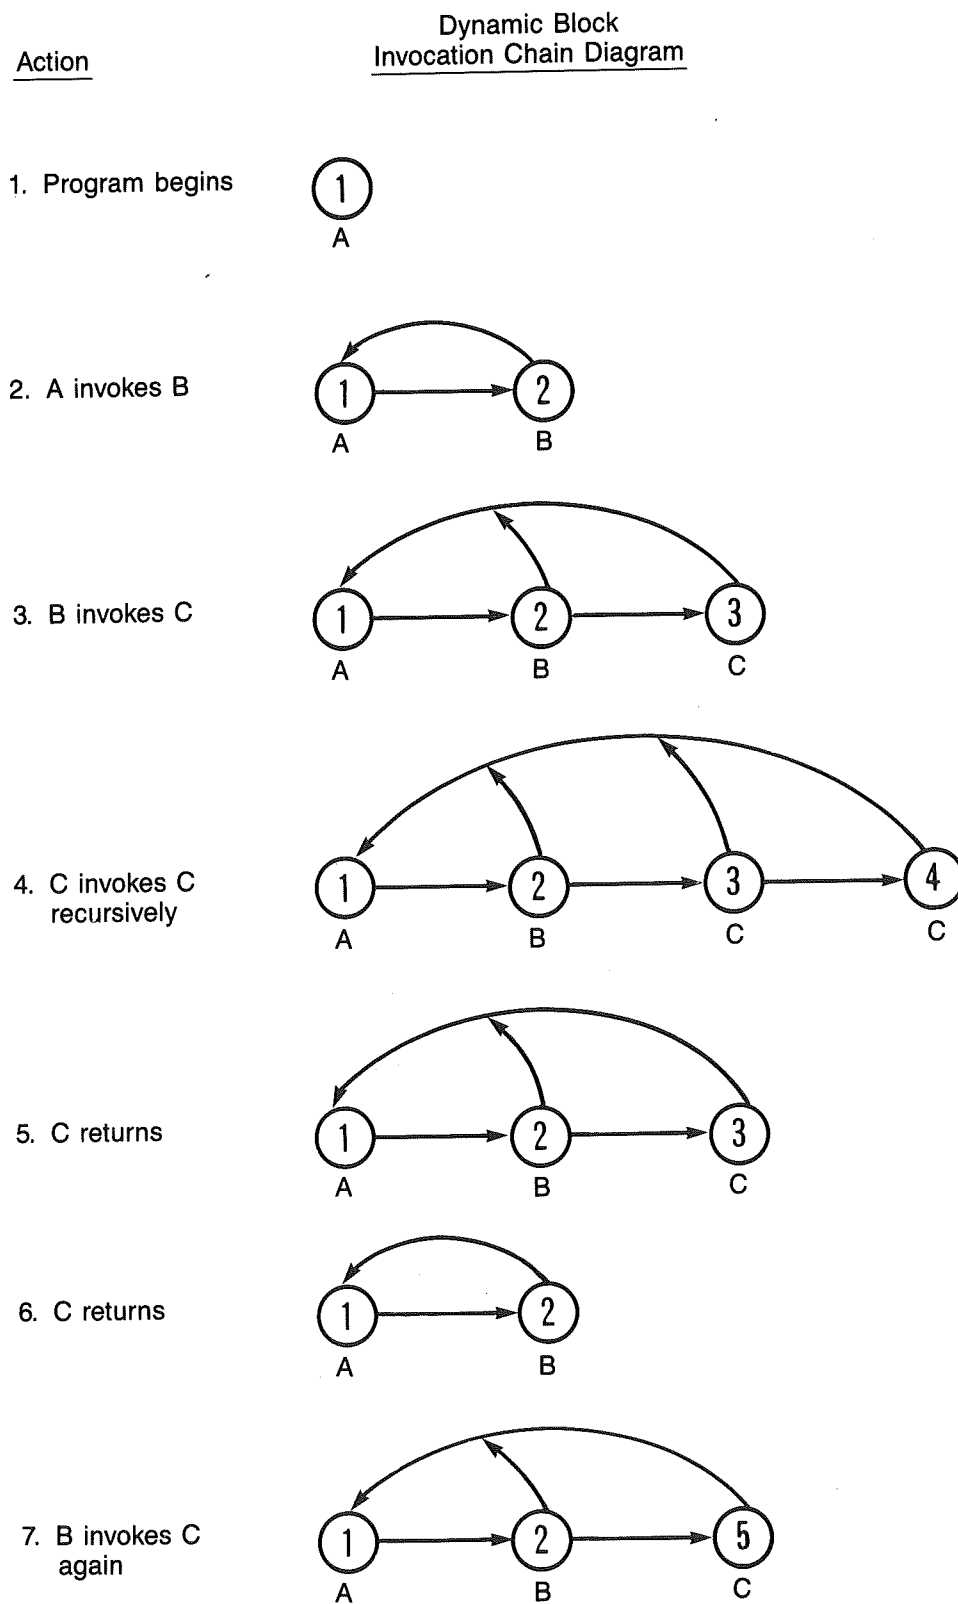 Action
Dynamic Block
Invocation Chain Diagram
1. Program begins
1
A
2. A invokes B
1 2
A B
3. B invokes C
1 2 3
A B C
4. C invokes C
recursively
1 2 3 4
A B C C
5. C returns
1 2 3
A B C
6. C returns
1 2
A B
7. B invokes C
again
1 2 5
A B C